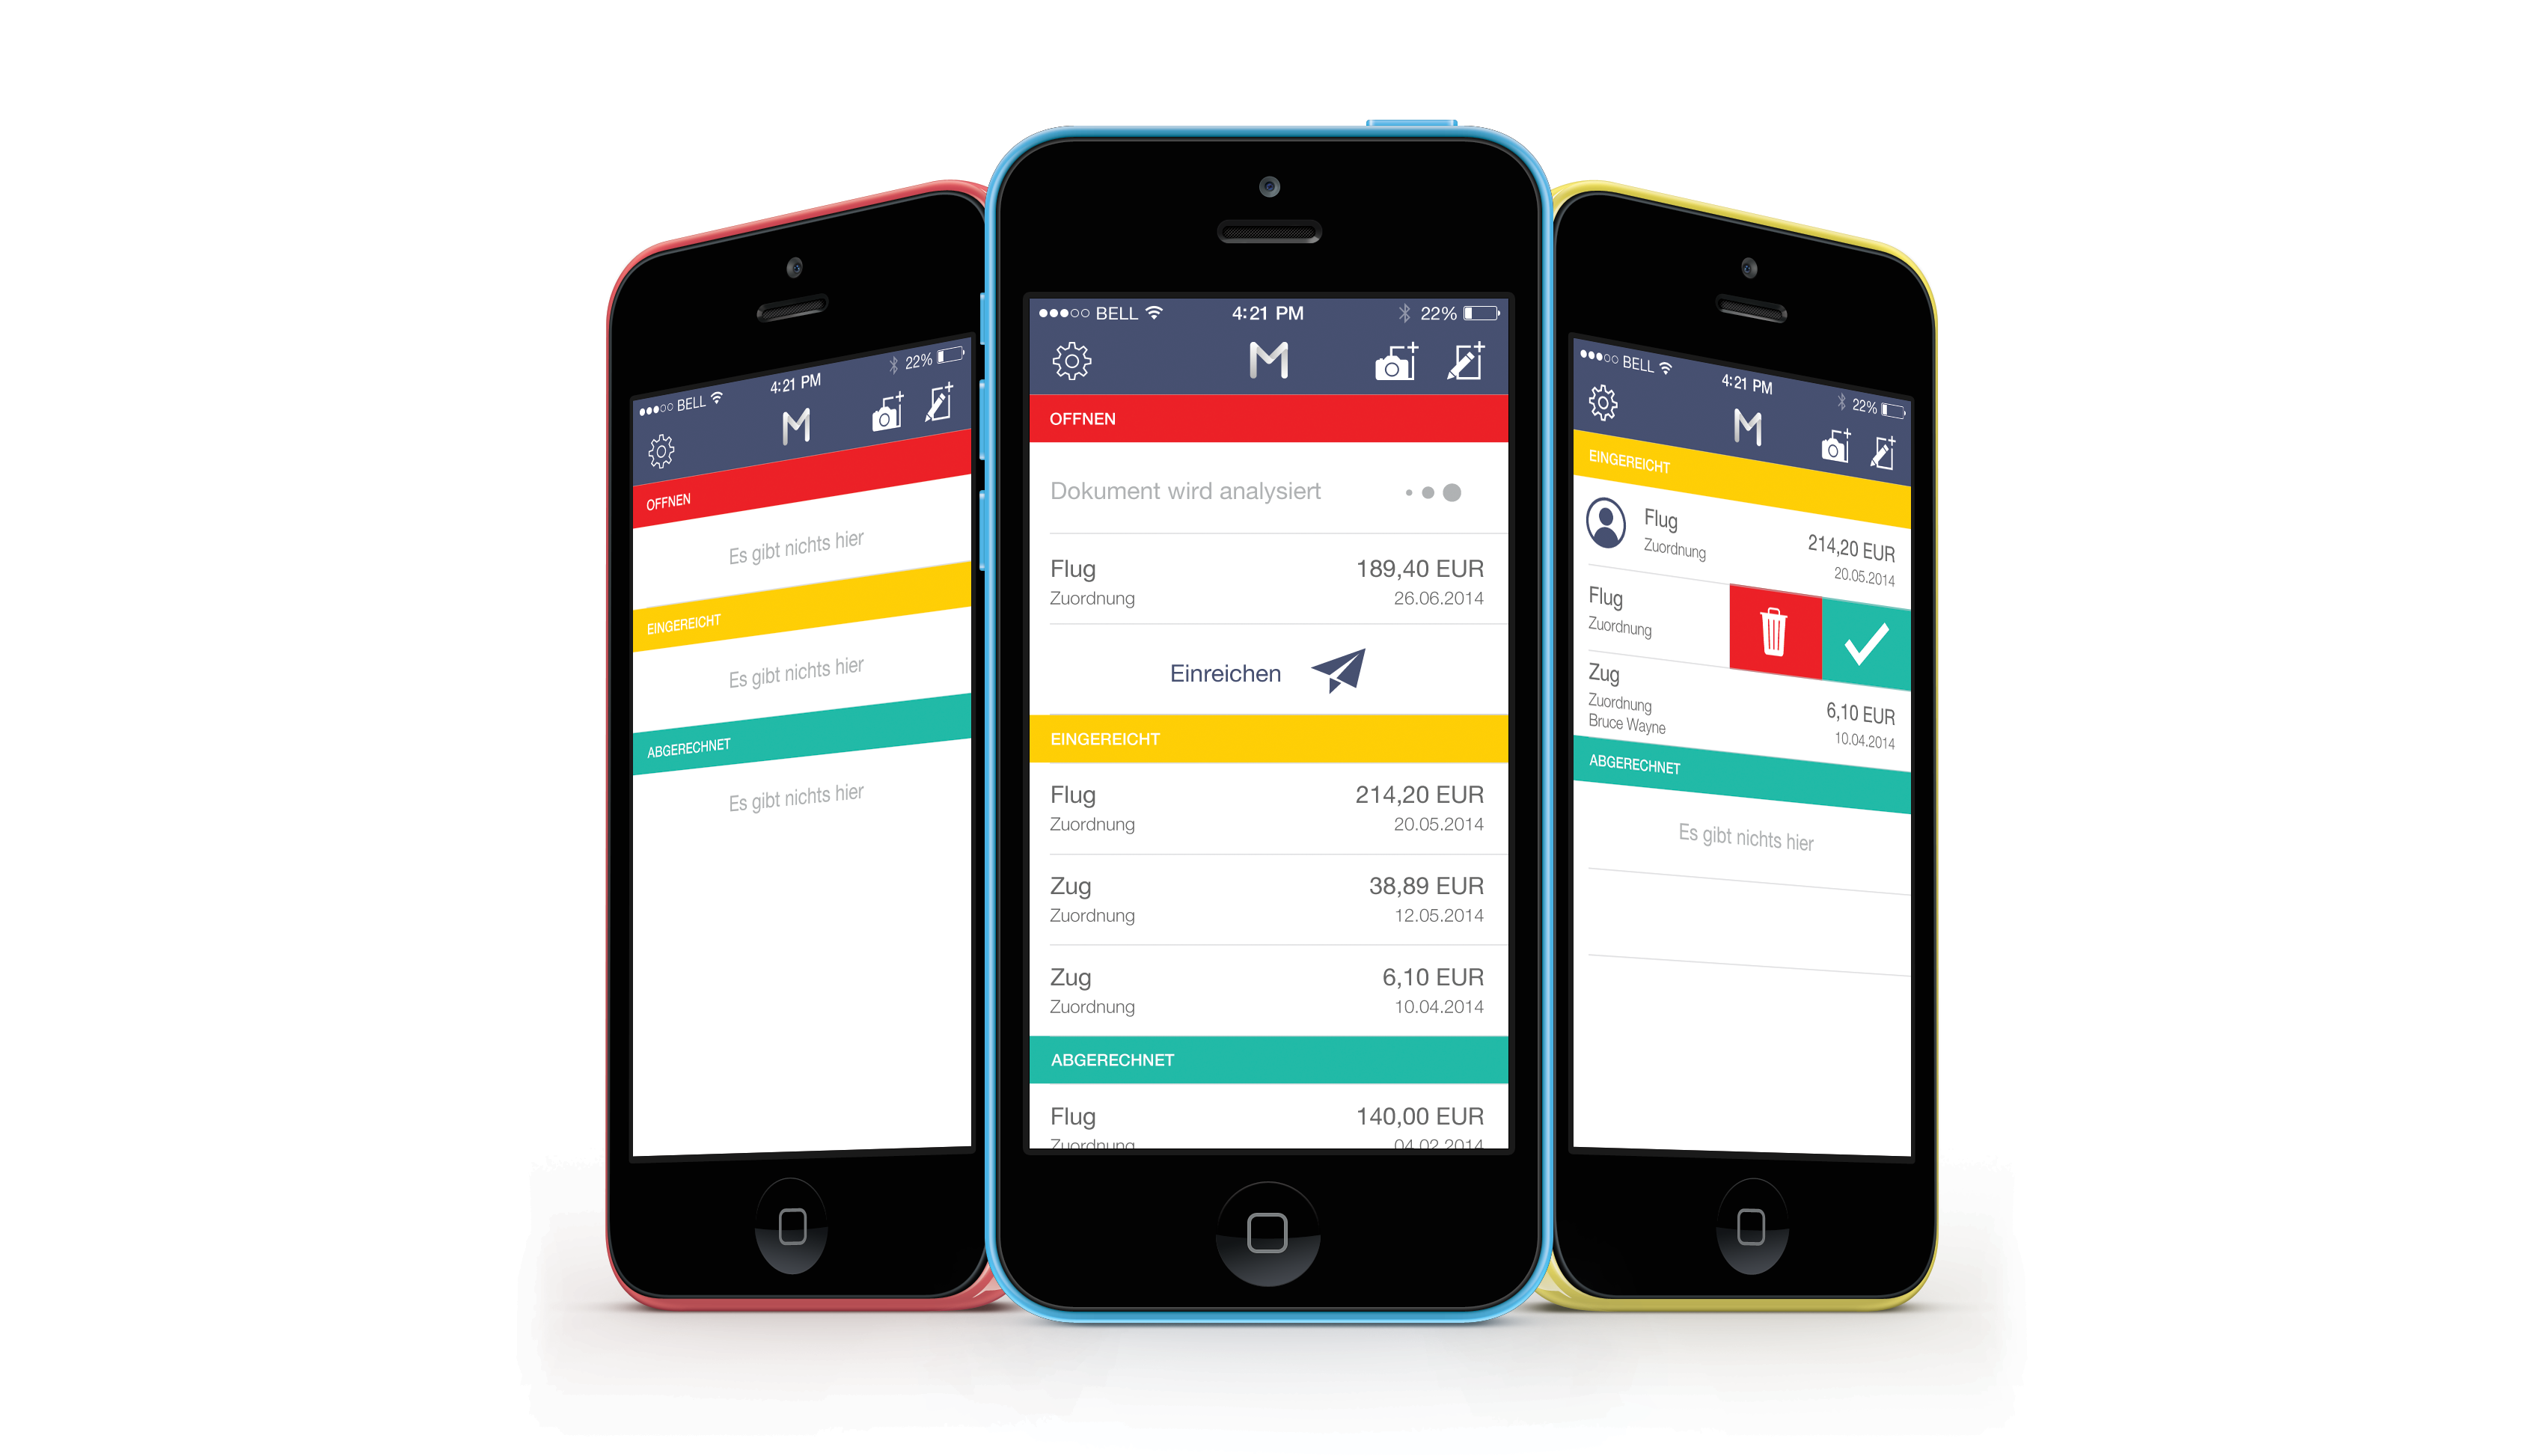 BELL
4:21 PM
22%
M
OFFNEN
Es gibt nichts hier
EINGEREICHT
Es gibt nichts hier
ABGERECHNET
Es gibt nichts hier
BELL
4:21 PM
22%
M
OFFNEN
Dokument wird analysiert
Flug
189,40 EUR
Zuordnung
26.06.2014
Einreichen
EINGEREICHT
Flug
214,20 EUR
Zuordnung
20.05.2014
Zug
38,89 EUR
Zuordnung
12.05.2014
Zug
6,10 EUR
Zuordnung
10.04.2014
ABGERECHNET
Flug
140,00 EUR
Zuordnung
04.02.2014
BELL
4:21 PM
22%
M
EINGEREICHT
Flug
214,20 EUR
Zuordnung
20.05.2014
Flug
Zuordnung
Zug
6,10 EUR
Zuordnung
Bruce Wayne
10.04.2014
ABGERECHNET
Es gibt nichts hier